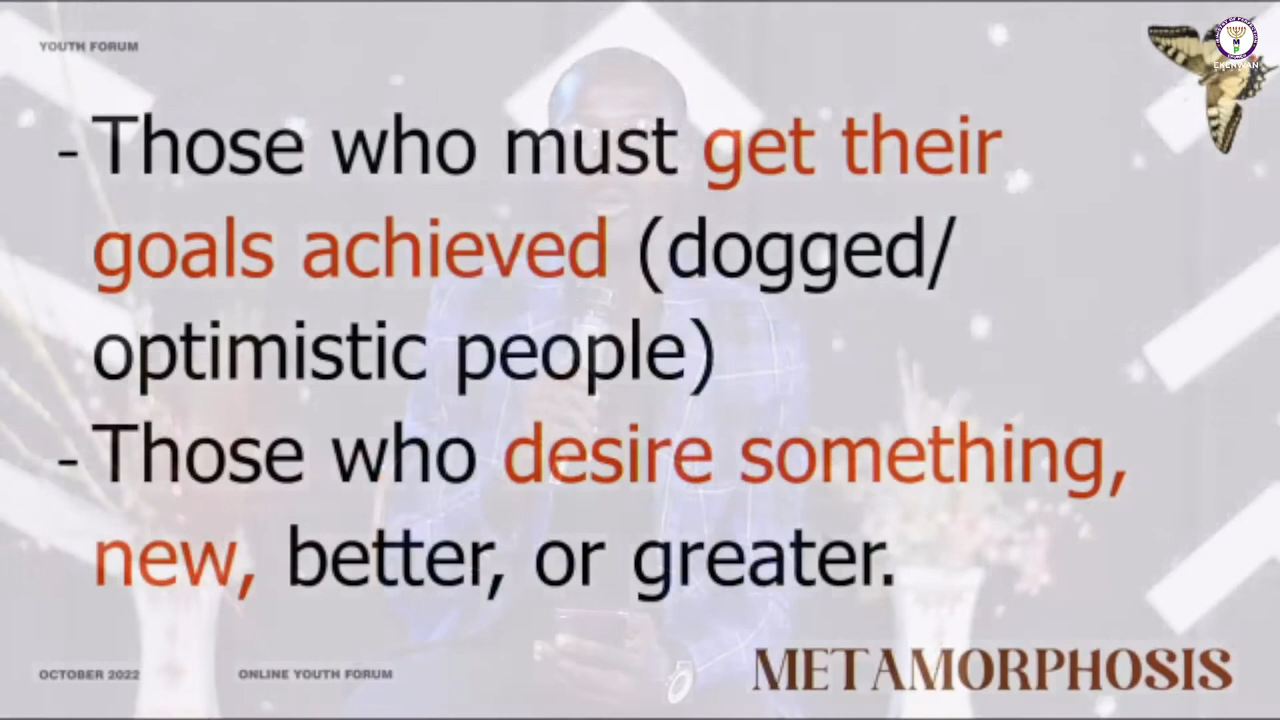 YOUTH FORUM
- Those who must get their
goals achieved (dogged/
optimistic people)
- Those who desire something,
new, better, or greater.
OCTOBER 2022
ONLINE YOUTH FORUM
METAMORPHOSIS